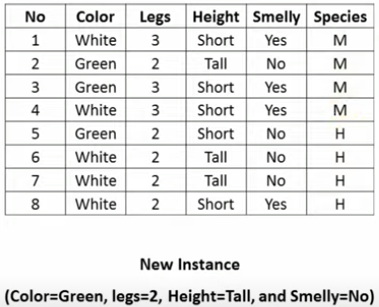 No Color Legs Height Smelly Species
1 White 3 Short Yes M
2 Green 2 Tall No M
3 Green 3 Short Yes M
4 White 3 Short Yes M
5 Green 2 Short No H
6 White 2 Tall No H
7 White 2 Tall No H
8 White 2 Short Yes H
New Instance
(Color=Green, legs=2, Height=Tall, and Smelly=No)